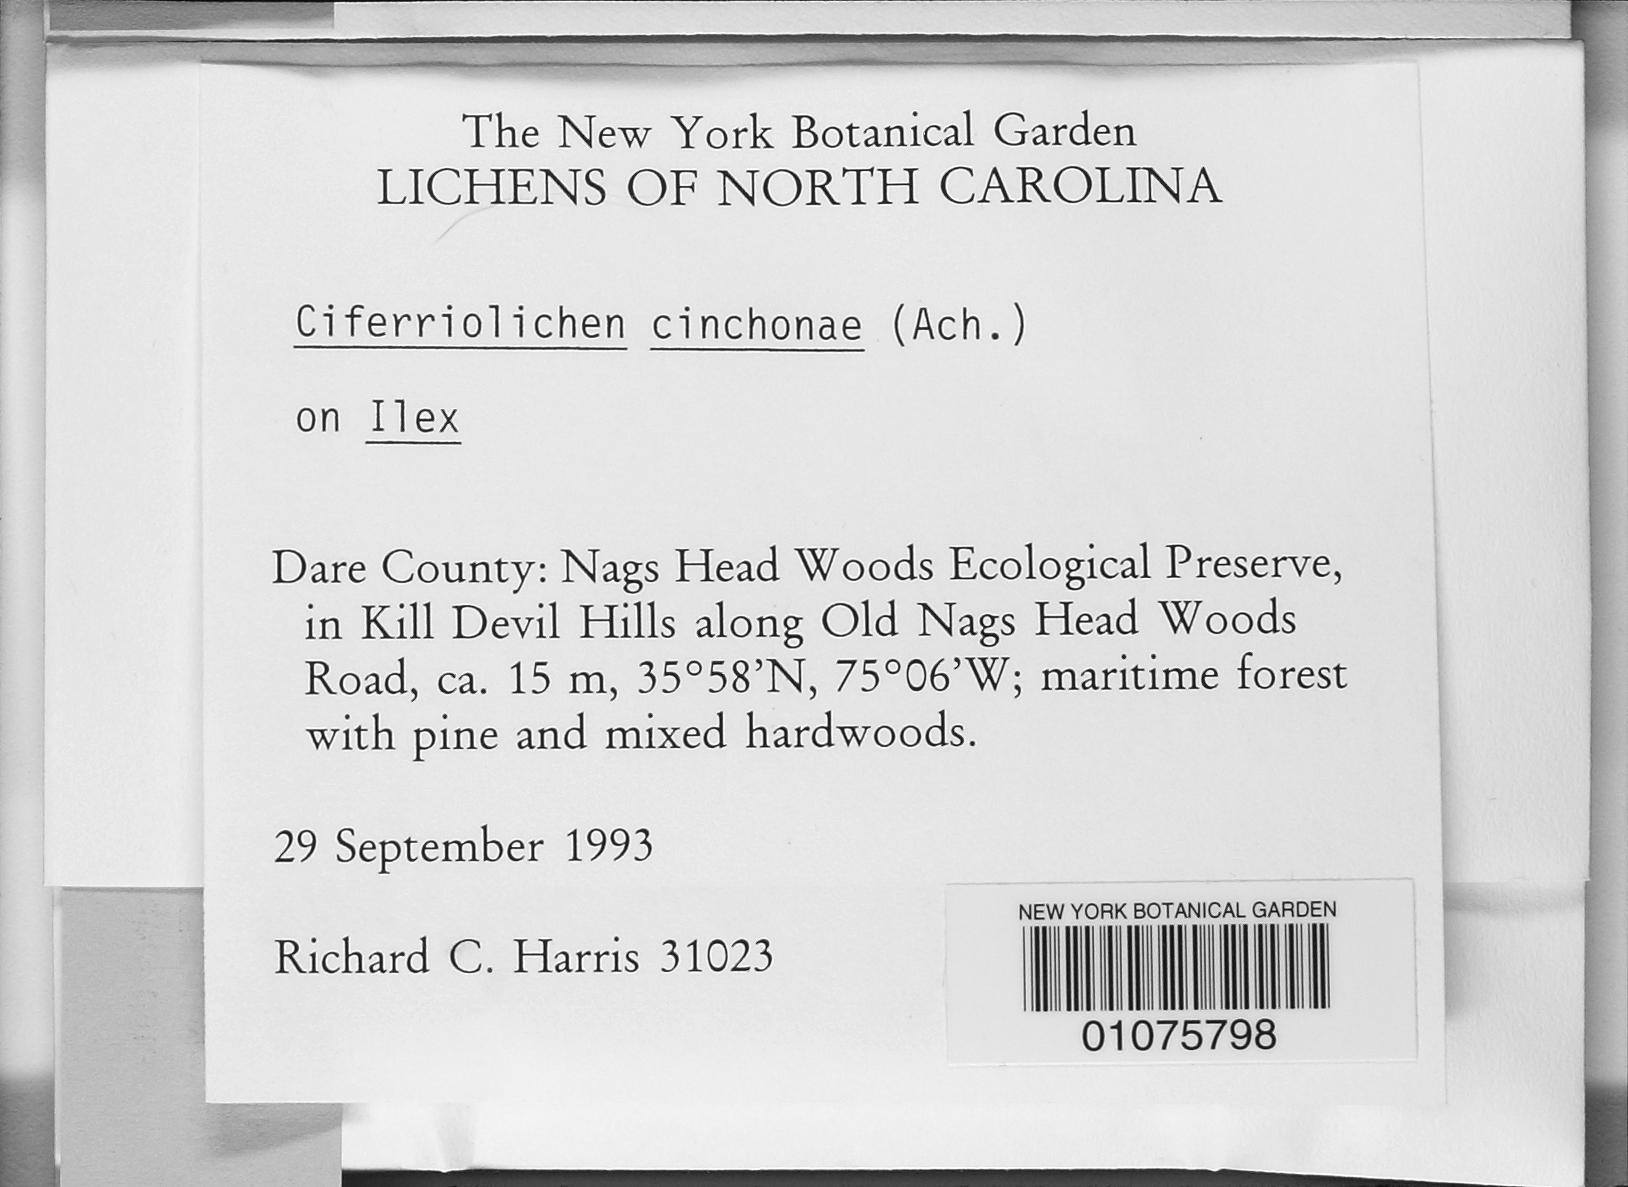 The New York Botanical Garden
LICHENS OF NORTH CAROLINA
Ciferriolichen cinchonae (Ach.)
on Ilex
Dare County: Nags Head Woods Ecological Preserve,
in Kill Devil Hills along Old Nags Head Woods
Road, ca. 15 m, 35°58’N, 75°06’W; maritime forest
with pine and mixed hardwoods.
29 September 1993
Richard C. Harris 31023
NEW YORK BOTANICAL GARDEN
01075798